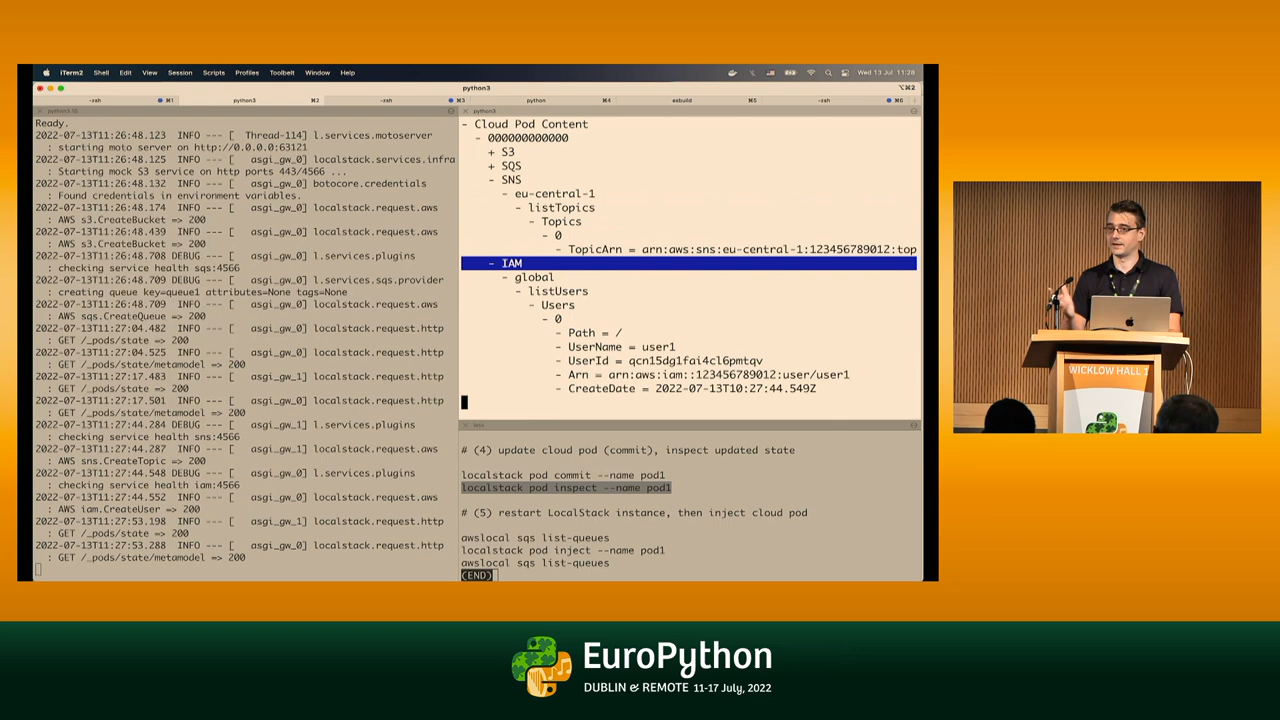 iTerm2 Shell Edit View Session Scripts Profiles Toolbelt Window Help Wed 13 Jul 11:28
python3 ⌥⌘2
-zsh ⌘1 python3 ⌘2 -zsh ⌘3 python ⌘4 exbuild ⌘5 -zsh ⌘6
python3.10
Ready.
2022-07-13T11:26:48.123 INFO --- [ Thread-114] l.services.motoserver
: starting moto server on http://0.0.0.0:63121
2022-07-13T11:26:48.125 INFO --- [ asgi_gw_0] localstack.services.infra
: Starting mock S3 service on http ports 443/4566 ...
2022-07-13T11:26:48.132 INFO --- [ asgi_gw_0] botocore.credentials
: Found credentials in environment variables.
2022-07-13T11:26:48.174 INFO --- [ asgi_gw_0] localstack.request.aws
: AWS s3.CreateBucket => 200
2022-07-13T11:26:48.439 INFO --- [ asgi_gw_0] localstack.request.aws
: AWS s3.CreateBucket => 200
2022-07-13T11:26:48.708 DEBUG --- [ asgi_gw_0] l.services.plugins
: checking service health sqs:4566
2022-07-13T11:26:48.709 DEBUG --- [ asgi_gw_0] l.services.sqs.provider
: creating queue key=queue1 attributes=None tags=None
2022-07-13T11:26:48.709 INFO --- [ asgi_gw_0] localstack.request.aws
: AWS sqs.CreateQueue => 200
2022-07-13T11:27:04.482 INFO --- [ asgi_gw_0] localstack.request.http
: GET /_pods/state => 200
2022-07-13T11:27:04.525 INFO --- [ asgi_gw_0] localstack.request.http
: GET /_pods/state/metamodel => 200
2022-07-13T11:27:17.483 INFO --- [ asgi_gw_1] localstack.request.http
: GET /_pods/state => 200
2022-07-13T11:27:17.501 INFO --- [ asgi_gw_0] localstack.request.http
: GET /_pods/state/metamodel => 200
2022-07-13T11:27:44.284 DEBUG --- [ asgi_gw_1] l.services.plugins
: checking service health sns:4566
2022-07-13T11:27:44.287 INFO --- [ asgi_gw_1] localstack.request.aws
: AWS sns.CreateTopic => 200
2022-07-13T11:27:44.548 DEBUG --- [ asgi_gw_0] l.services.plugins
: checking service health iam:4566
2022-07-13T11:27:44.552 INFO --- [ asgi_gw_0] localstack.request.aws
: AWS iam.CreateUser => 200
2022-07-13T11:27:53.198 INFO --- [ asgi_gw_1] localstack.request.http
: GET /_pods/state => 200
2022-07-13T11:27:53.288 INFO --- [ asgi_gw_0] localstack.request.http
: GET /_pods/state/metamodel => 200
python3
- Cloud Pod Content
- 000000000000
+ S3
+ SQS
- SNS
- eu-central-1
- listTopics
- Topics
- 0
- TopicArn = arn:aws:sns:eu-central-1:123456789012:top
- IAM
- global
- listUsers
- Users
- 0
- Path = /
- UserName = user1
- UserId = qcn15dg1fai4cl6pmtqv
- Arn = arn:aws:iam::123456789012:user/user1
- CreateDate = 2022-07-13T10:27:44.549Z
less
# (4) update cloud pod (commit), inspect updated state
localstack pod commit --name pod1
localstack pod inspect --name pod1
# (5) restart LocalStack instance, then inject cloud pod
awslocal sqs list-queues
localstack pod inject --name pod1
awslocal sqs list-queues
(END)
WICKLOW HALL 1
EuroPython
DUBLIN & REMOTE 11-17 July, 2022